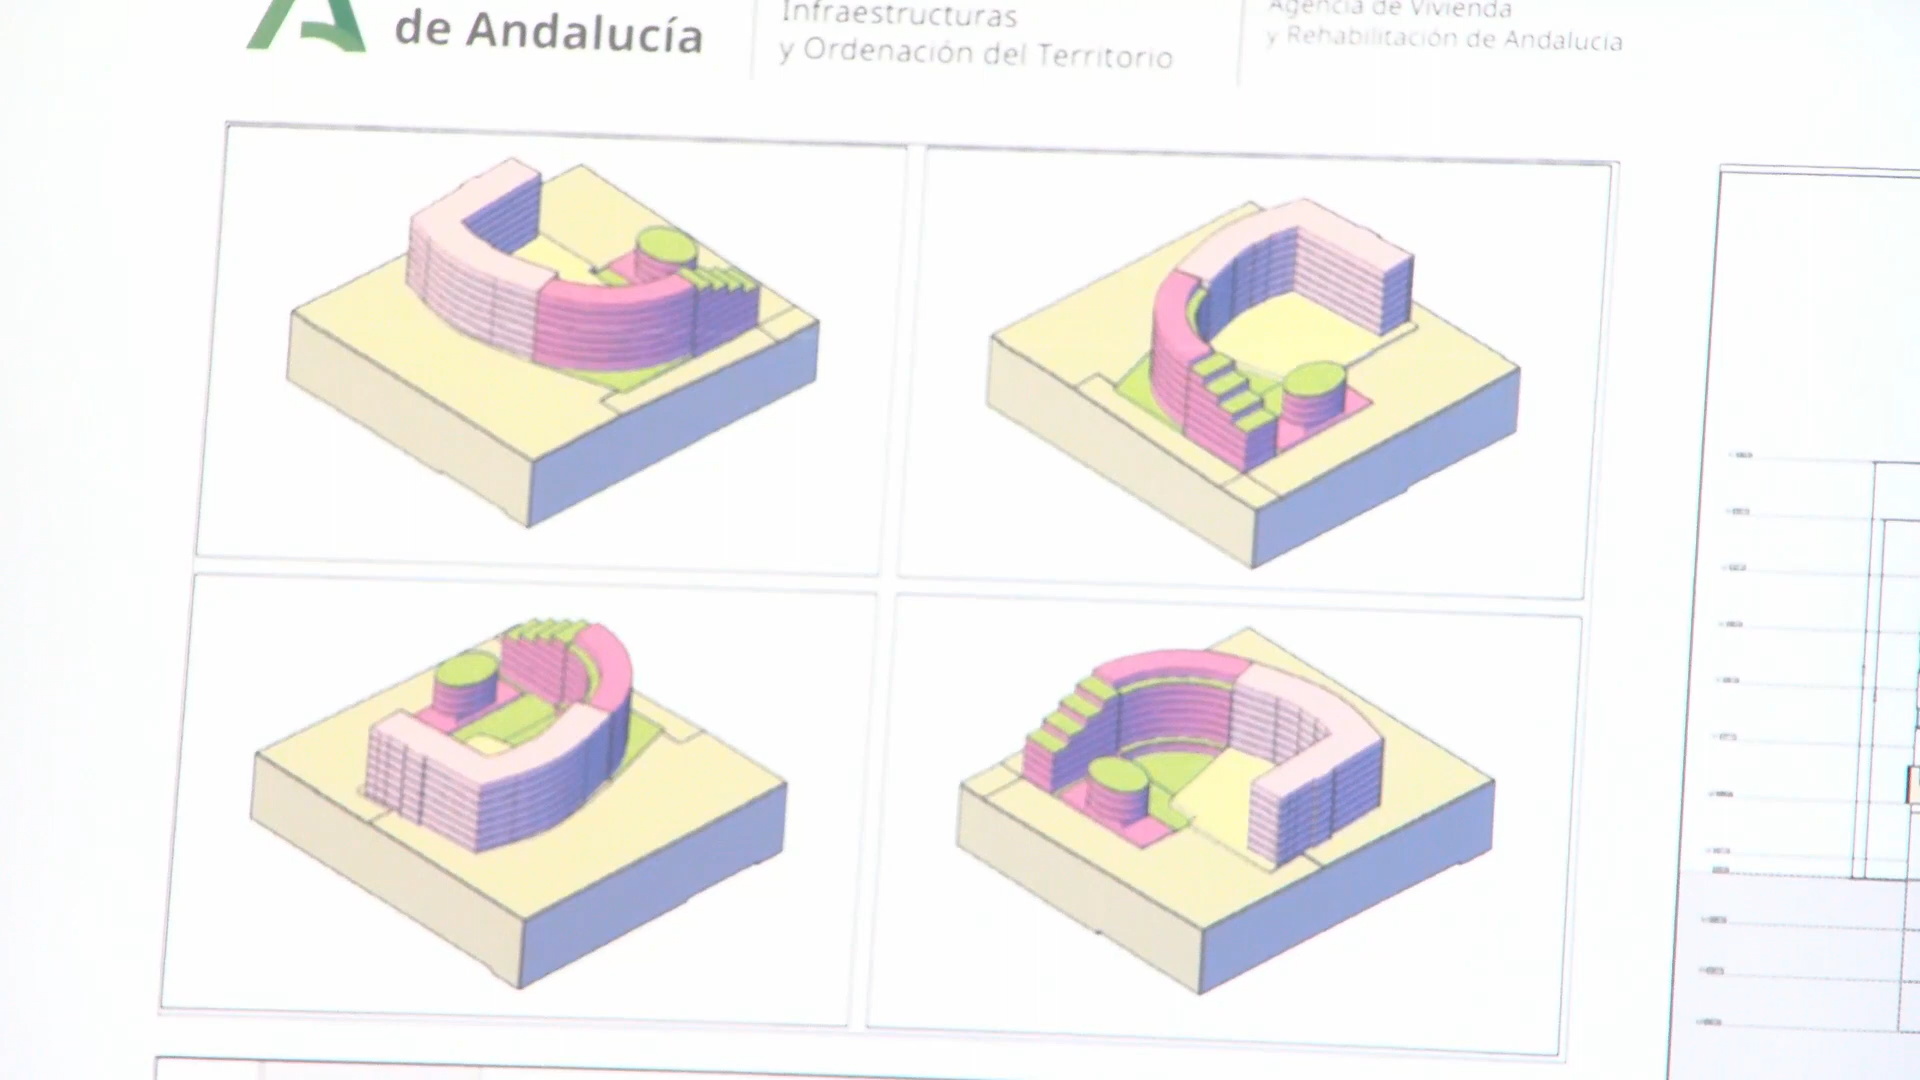 de Andalucía
Infraestructuras
y Ordenación del Territorio
Agencia de Vivienda
y Rehabilitación de Andalucía